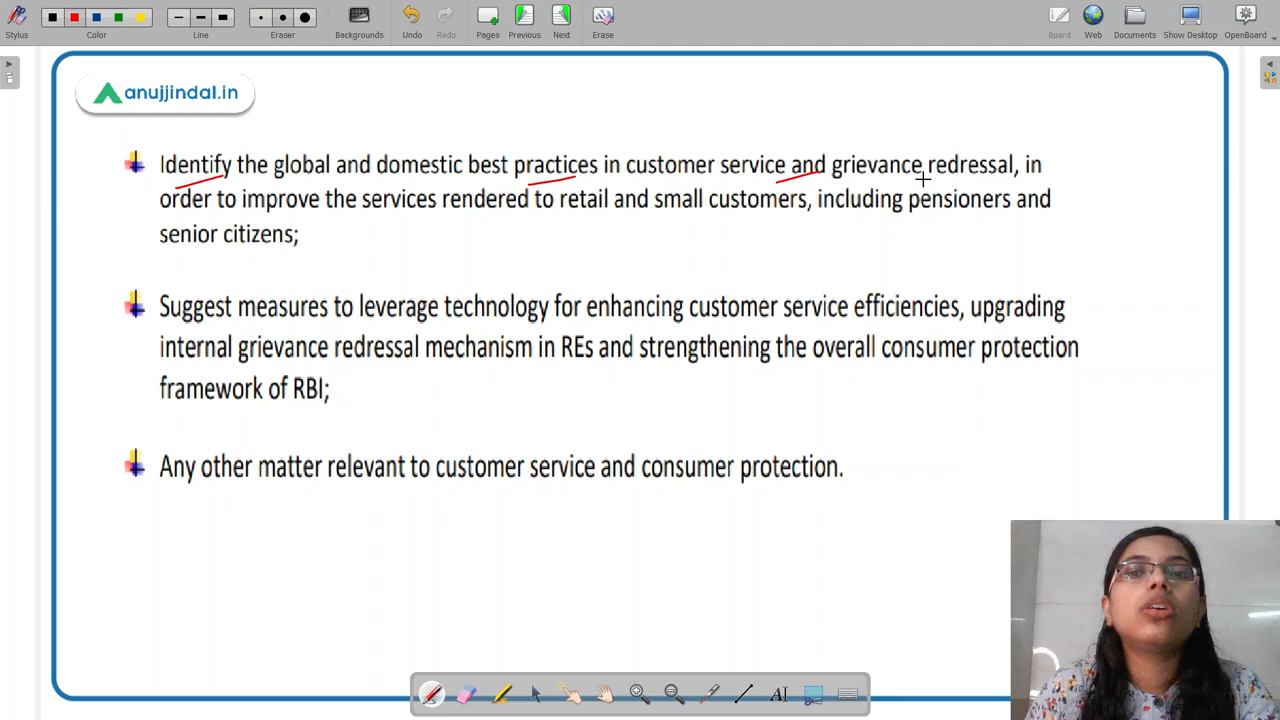 Stylus
Color
Line
Eraser
Backgrounds
Undo
Redo
Pages
Previous
Next
Erase
Board
Web
Documents
Show Desktop
OpenBoard
anujjindal.in
Identify the global and domestic best practices in customer service and grievance redressal, in
order to improve the services rendered to retail and small customers, including pensioners and
senior citizens;
Suggest measures to leverage technology for enhancing customer service efficiencies, upgrading
internal grievance redressal mechanism in REs and strengthening the overall consumer protection
framework of RBI;
Any other matter relevant to customer service and consumer protection.